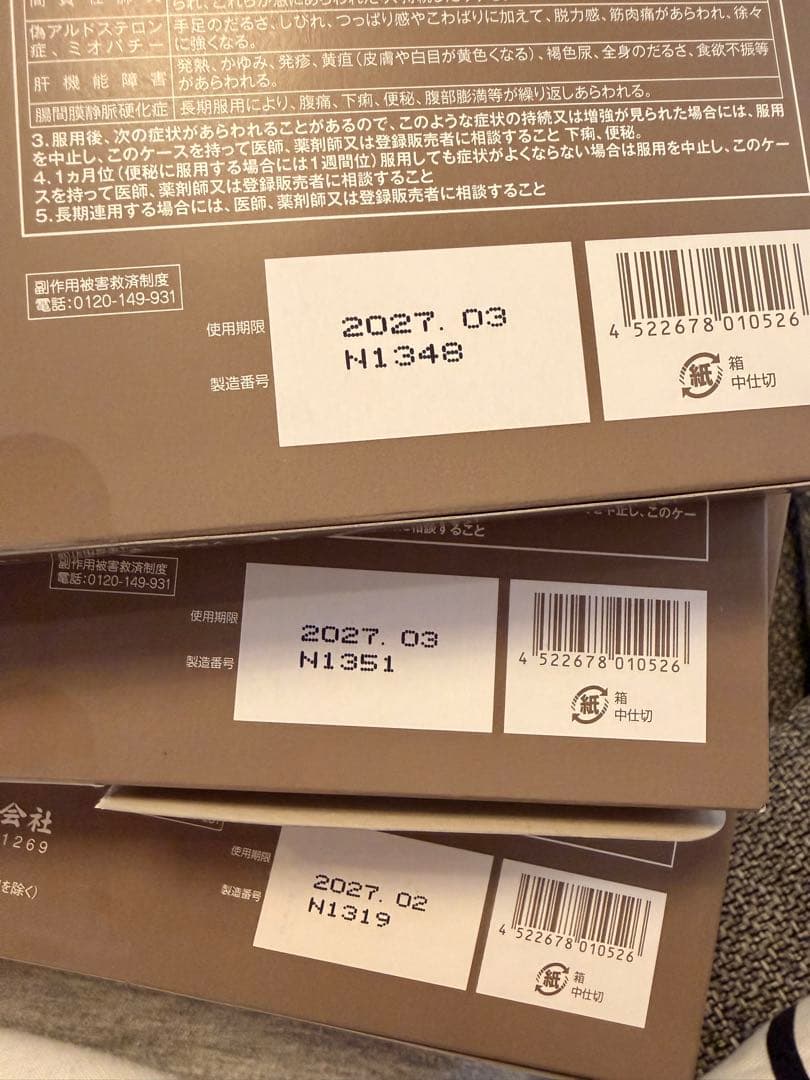 偽アルドステロン症、ミオパチー
手足のだるさ、しびれ、つっぱり感やこわばりに加えて、脱力感、筋肉痛があらわれ、徐々に強くなる。
肝機能障害
発熱、かゆみ、発疹、黄疸(皮膚や白目が黄色くなる)、褐色尿、全身のだるさ、食欲不振等があらわれる。
腸間膜静脈硬化症
長期服用により、腹痛、下痢、便秘、腹部膨満等が繰り返しあらわれる。
3.服用後、次の症状があらわれることがあるので、このような症状の持続又は増強が見られた場合には、服用
を中止し、このケースを持って医師、薬剤師又は登録販売者に相談すること 下痢、便秘。
4.1ヵ月位(便秘に服用する場合には1週間位)服用しても症状がよくならない場合は服用を中止し、このケー
スを持って医師、薬剤師又は登録販売者に相談すること
5.長期連用する場合には、医師、薬剤師又は登録販売者に相談すること
副作用被害救済制度
電話:0120-149-931
使用期限
2027. 03
製造番号
N1348
4 522678 010526
紙
箱
中仕切
止し、このケー
相談すること
副作用被害救済制度
電話:0120-149-931
使用期限
2027. 03
製造番号
N1351
4 522678 010526
紙
箱
中仕切
会社
1269
を除く)
使用期限
2027. 02
製造番号
N1319
4 522678 010526
紙
箱
中仕切